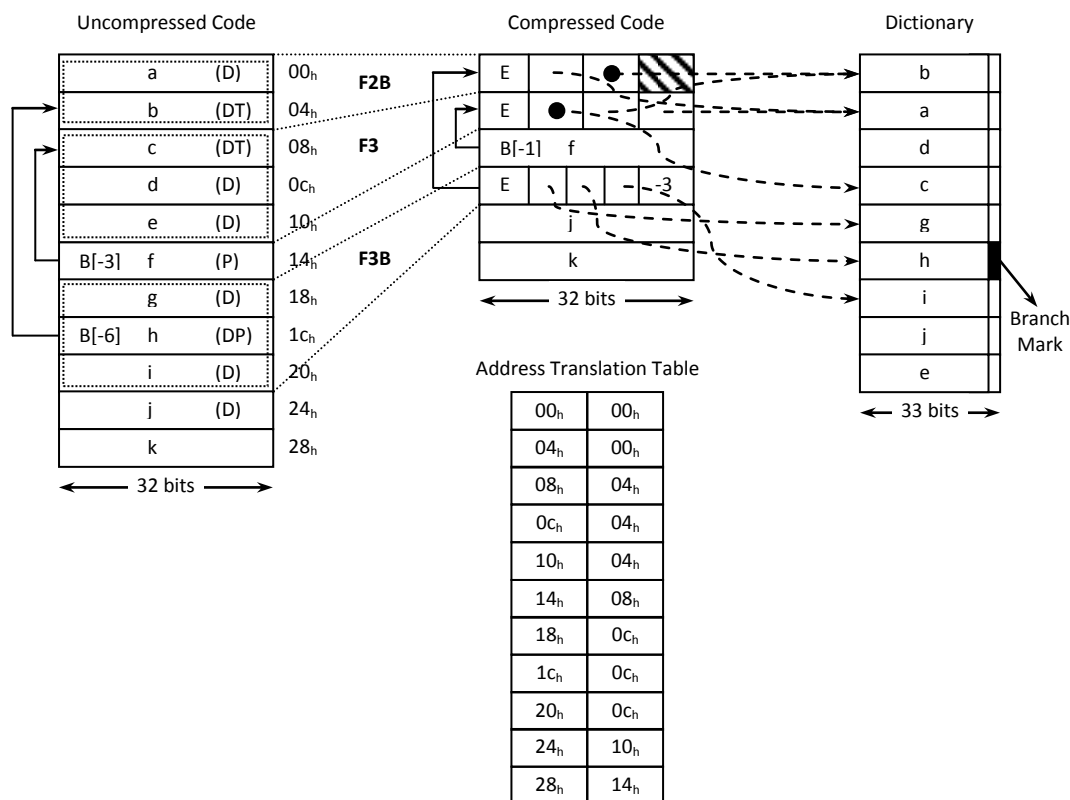 Uncompressed Code
a (D) 00h
b (DT) 04h
c (DT) 08h
d (D) 0ch
e (D) 10h
B[-3] f (P) 14h
g (D) 18h
B[-6] h (DP) 1ch
i (D) 20h
j (D) 24h
k 28h
32 bits
F2B
F3
F3B
Compressed Code
E
E
B[-1] f
E -3
j
k
32 bits
Dictionary
b
a
d
c
g
h
i
j
e
33 bits
Branch
Mark
Address Translation Table
00h 00h
04h 00h
08h 04h
0ch 04h
10h 04h
14h 08h
18h 0ch
1ch 0ch
20h 0ch
24h 10h
28h 14h